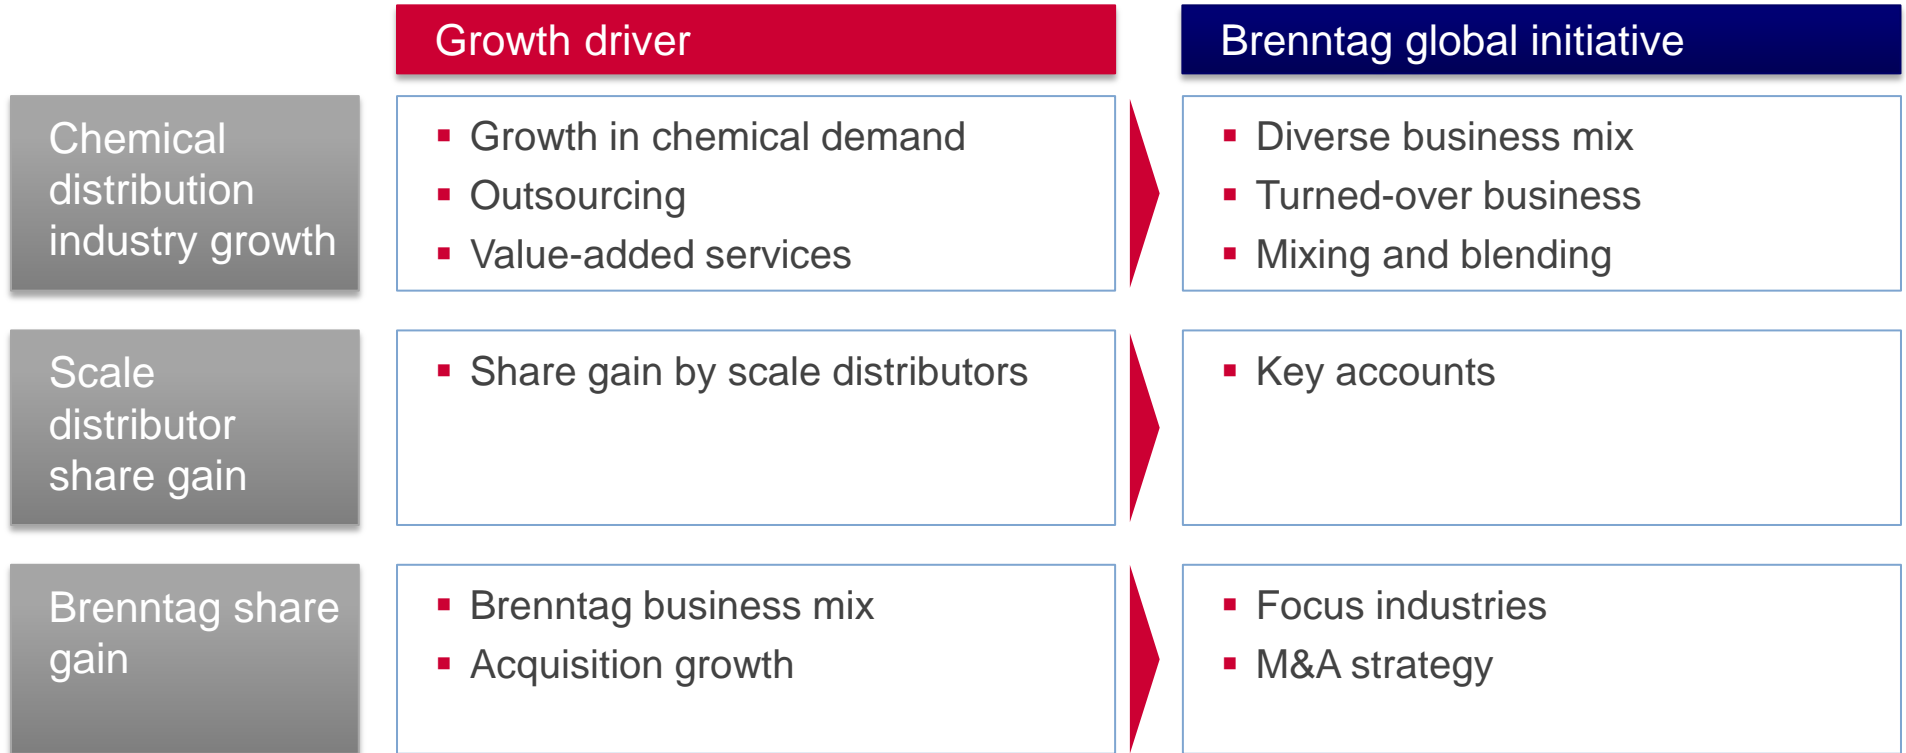 Growth driver
Brenntag global initiative
Chemical
distribution
industry growth
▪ Growth in chemical demand
▪ Outsourcing
▪ Value-added services
▪ Diverse business mix
▪ Turned-over business
▪ Mixing and blending
Scale
distributor
share gain
▪ Share gain by scale distributors
▪ Key accounts
Brenntag share
gain
▪ Brenntag business mix
▪ Acquisition growth
▪ Focus industries
▪ M&A strategy